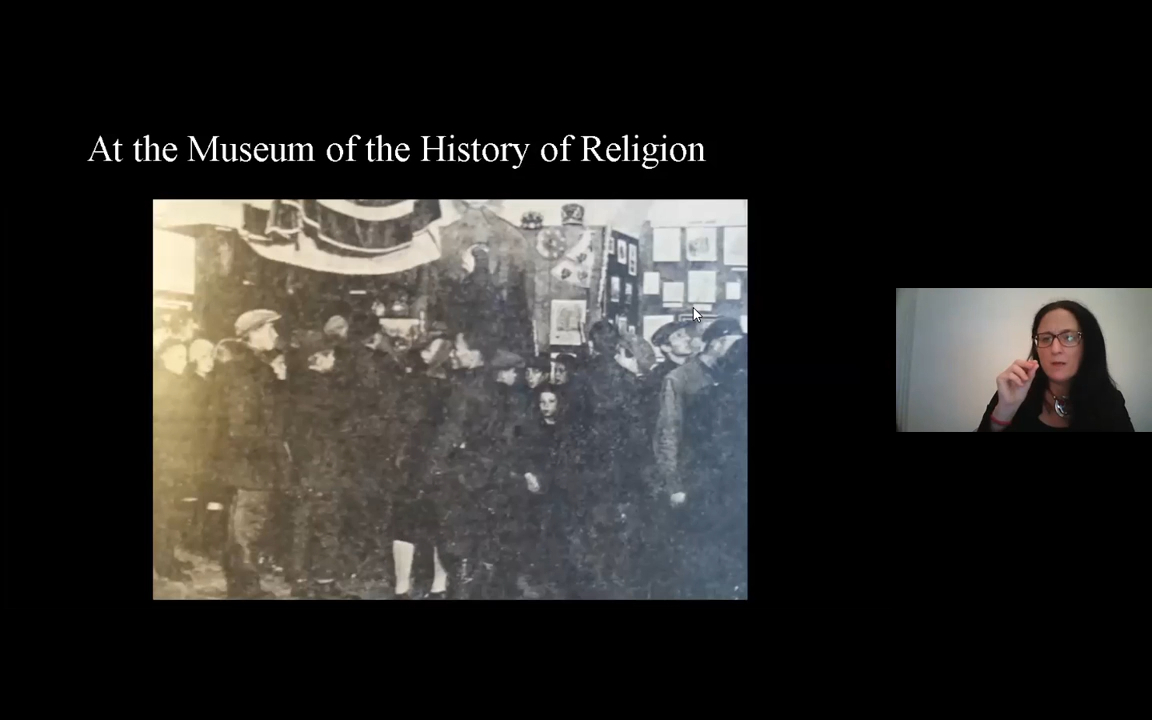 At the Museum of the History of Religion